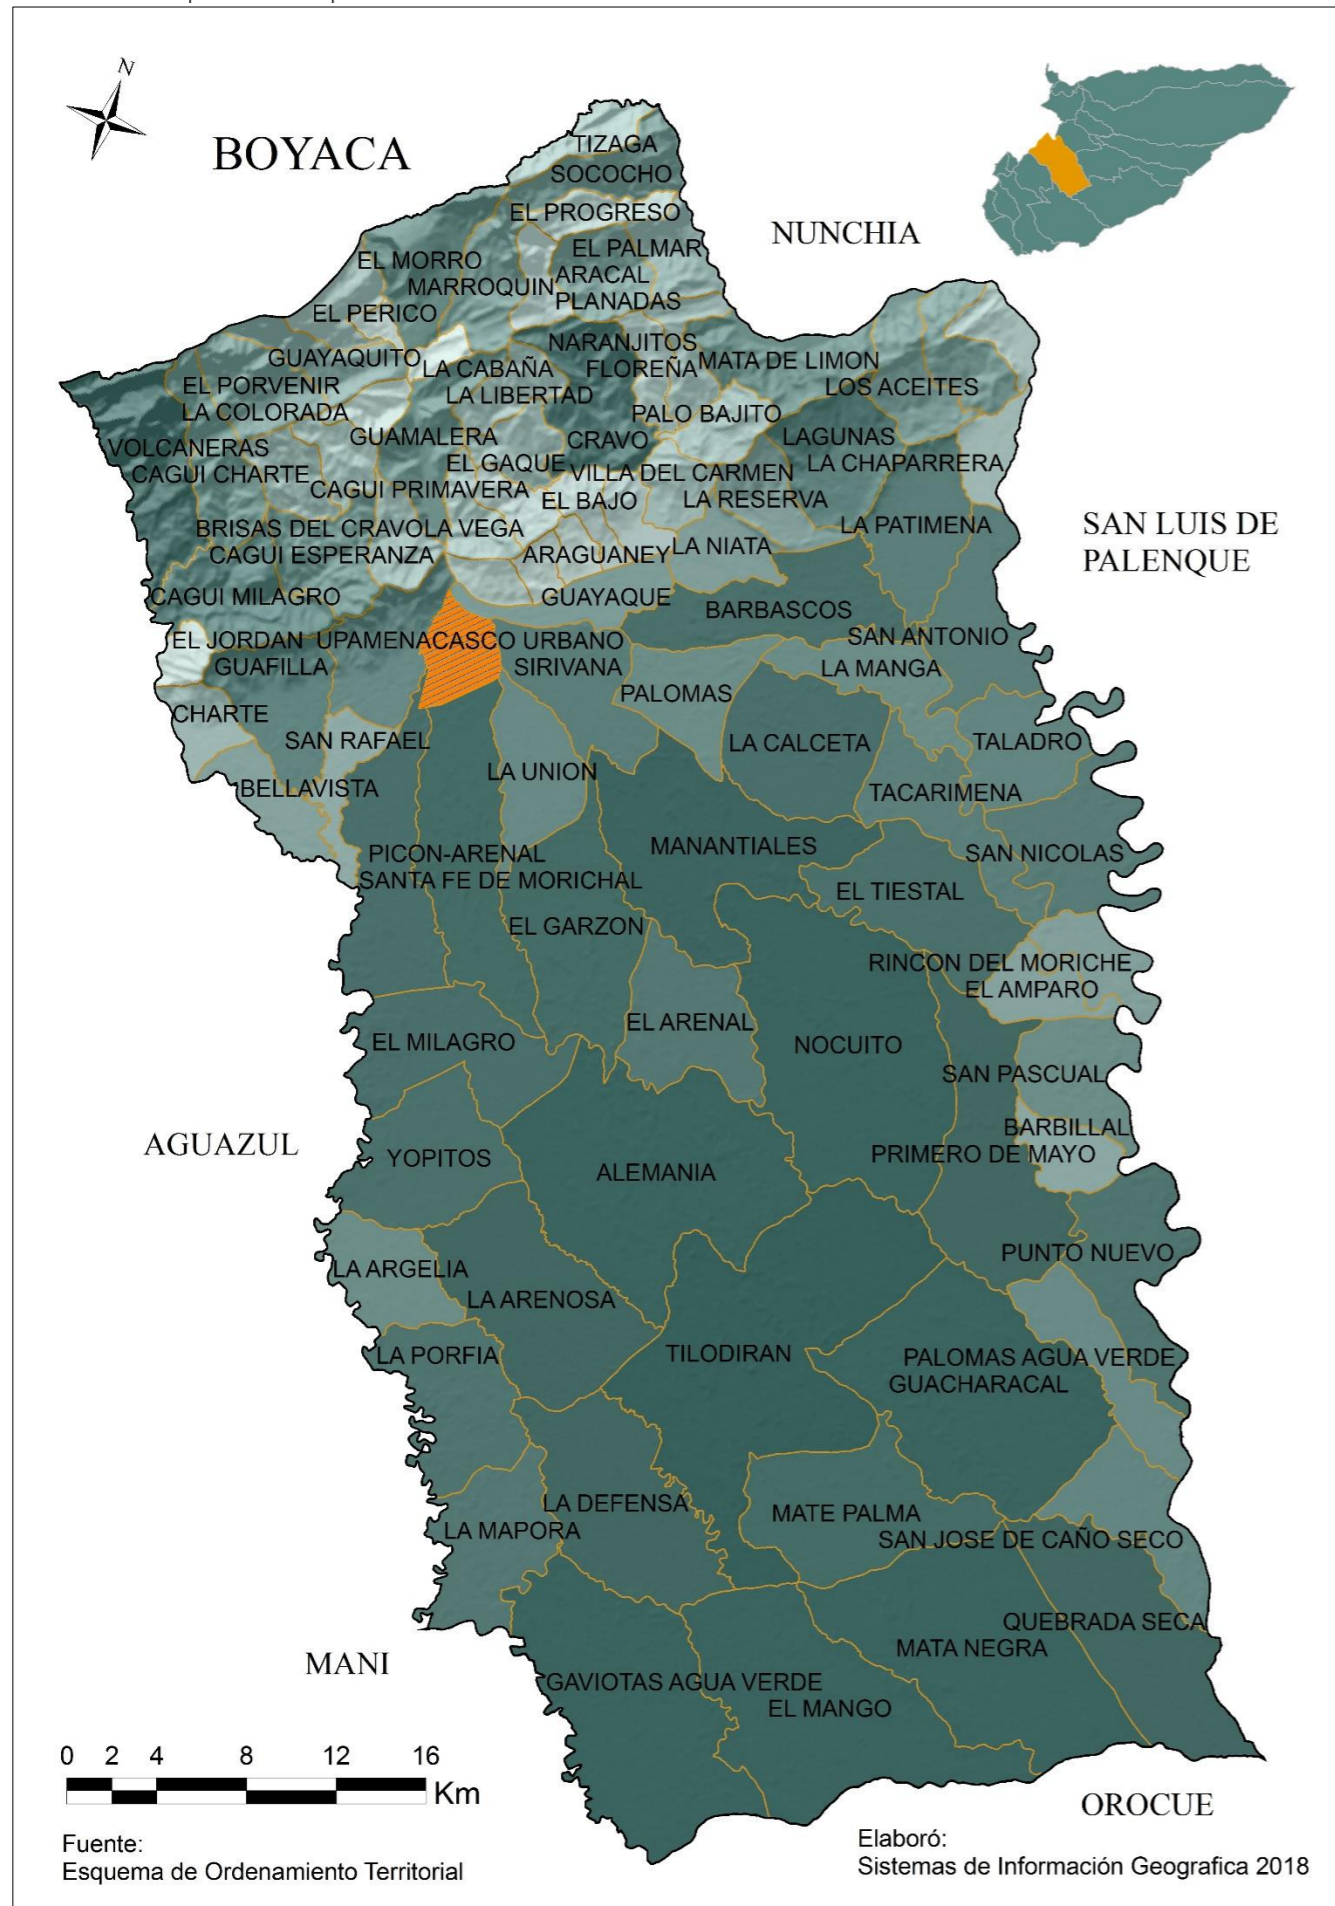 N
BOYACA
TIZAGA
SOCOCHO
EL PROGRESO
NUNCHIA
EL PALMAR
EL MORRO
ARACAL
MARROQUIN
PLANADAS
EL PERICO
NARANJITOS
GUAYAQUITO
MATA DE LIMON
LA CABAÑA
FLOREÑA
EL PORVENIR
LOS ACEITES
LA LIBERTAD
LA COLORADA
PALO BAJITO
GUAMALERA
CRAVO
LAGUNAS
VOLCANERAS
EL GAQUE
LA CHAPARRERA
CAGUI CHARTE
VILLA DEL CARMEN
CAGUI PRIMAVERA
EL BAJO
LA RESERVA
BRISAS DEL CRAVO
LA VEGA
LA PATIMENA
SAN LUIS DE
PALENQUE
CAGUI ESPERANZA
ARAGUANEY
LA NIATA
CAGUI MILAGRO
GUAYAQUE
BARBASCOS
EL JORDAN
UPAMENA
CASCO URBANO
SAN ANTONIO
GUAFILLA
SIRIVANA
LA MANGA
PALOMAS
CHARTE
SAN RAFAEL
LA CALCETA
TALADRO
LA UNION
BELLAVISTA
TACARIMENA
PICON-ARENAL
MANANTIALES
SAN NICOLAS
SANTA FE DE MORICHAL
EL TIESTAL
EL GARZON
RINCON DEL MORICHE
EL AMPARO
EL ARENAL
EL MILAGRO
NOCUITO
SAN PASCUAL
AGUAZUL
BARBILLAL
YOPITOS
PRIMERO DE MAYO
ALEMANIA
PUNTO NUEVO
LA ARGELIA
LA ARENOSA
LA PORFIA
TILODIRAN
PALOMAS AGUA VERDE
GUACHARACAL
LA DEFENSA
MATE PALMA
LA MAPORA
SAN JOSE DE CAÑO SECO
QUEBRADA SECA
MATA NEGRA
MANI
GAVIOTAS AGUA VERDE
EL MANGO
0 2 4 8 12 16
Km
OROCUE
Fuente:
Esquema de Ordenamiento Territorial
Elaboró:
Sistemas de Información Geografica 2018